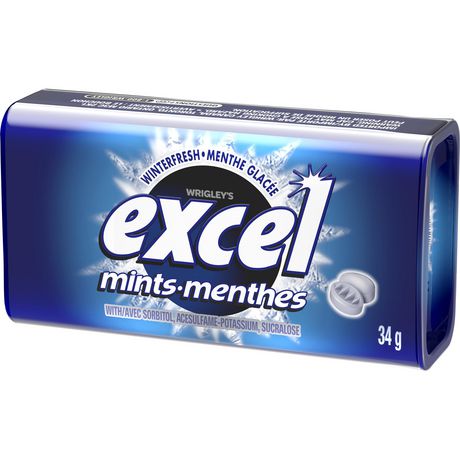 WINTERFRESH • MENTHE GLACÉE
WRIGLEY'S
excel
mints·menthes
WITH/AVEC SORBITOL, ACESULFAME-POTASSIUM, SUCRALOSE
34 g